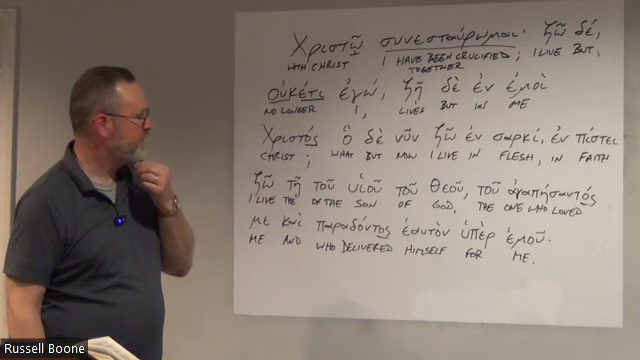 Χριστῷ συνεσταύρωμαι· ζῶ δέ,
WITH CHRIST I HAVE BEEN CRUCIFIED ; I LIVE BUT,
TOGETHER
Οὐκέτι ἐγώ, ζῇ δὲ ἐν ἐμοὶ
NO LONGER I, LIVES BUT IN ME
Χριστός ὃ δὲ νῦν ζῶ ἐν σαρκί, ἐν πίστει
CHRIST ; WHAT BUT NOW I LIVE IN FLESH, IN FAITH
ζῶ τῇ τοῦ υἱοῦ τοῦ θεοῦ, τοῦ ἀγαπήσαντός
I LIVE THE OF THE SON OF GOD, THE ONE WHO LOVED
με καὶ παραδόντος ἑαυτὸν ὑπὲρ ἐμοῦ.
ME AND WHO DELIVERED HIMSELF FOR ME.
Russell Boone